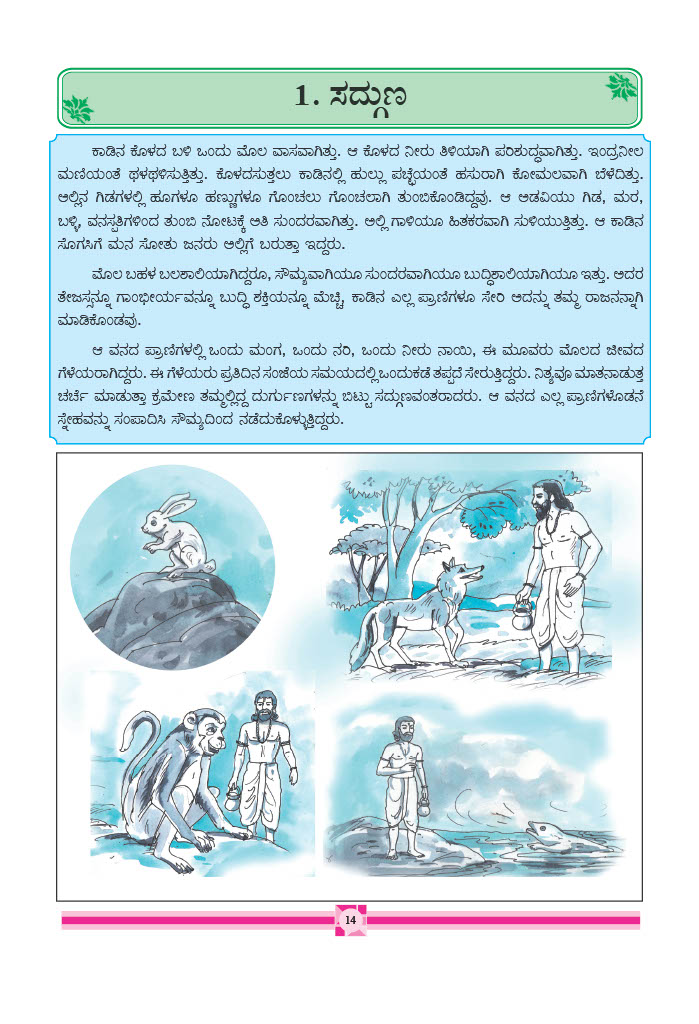 1. ಸದ್ಗುಣ
ಕಾಡಿನ ಕೊಳದ ಬಳಿ ಒಂದು ಮೊಲ ವಾಸವಾಗಿತ್ತು. ಆ ಕೊಳದ ನೀರು ತಿಳಿಯಾಗಿ ಪರಿಶುದ್ಧವಾಗಿತ್ತು. ಇಂದ್ರನೀಲ
ಮಣಿಯಂತೆ ಥಳಥಳಿಸುತ್ತಿತ್ತು. ಕೊಳದಸುತ್ತಲು ಕಾಡಿನಲ್ಲಿ ಹುಲ್ಲು ಪಚ್ಛೆಯಂತೆ ಹಸುರಾಗಿ ಕೋಮಲವಾಗಿ ಬೆಳೆದಿತ್ತು.
ಅಲ್ಲಿನ ಗಿಡಗಳಲ್ಲಿ ಹೂಗಳೂ ಹಣ್ಣುಗಳೂ ಗೊಂಚಲು ಗೊಂಚಲಾಗಿ ತುಂಬಿಕೊಂಡಿದ್ದವು. ಆ ಅಡವಿಯು ಗಿಡ, ಮರ,
ಬಳ್ಳಿ, ವನಸ್ಪತಿಗಳಿಂದ ತುಂಬಿ ನೋಟಕ್ಕೆ ಅತಿ ಸುಂದರವಾಗಿತ್ತು. ಅಲ್ಲಿ ಗಾಳಿಯೂ ಹಿತಕರವಾಗಿ ಸುಳಿಯುತ್ತಿತ್ತು. ಆ ಕಾಡಿನ
ಸೊಗಸಿಗೆ ಮನ ಸೋತು ಜನರು ಅಲ್ಲಿಗೆ ಬರುತ್ತಾ ಇದ್ದರು.
ಮೊಲ ಬಹಳ ಬಲಶಾಲಿಯಾಗಿದ್ದರೂ, ಸೌಮ್ಯವಾಗಿಯೂ ಸುಂದರವಾಗಿಯೂ ಬುದ್ಧಿಶಾಲಿಯಾಗಿಯೂ ಇತ್ತು. ಅದರ
ತೇಜಸ್ಸನ್ನೂ ಗಾಂಭೀರ್ಯವನ್ನೂ ಬುದ್ಧಿ ಶಕ್ತಿಯನ್ನೂ ಮೆಚ್ಚಿ, ಕಾಡಿನ ಎಲ್ಲ ಪ್ರಾಣಿಗಳೂ ಸೇರಿ ಅದನ್ನು ತಮ್ಮ ರಾಜನನ್ನಾಗಿ
ಮಾಡಿಕೊಂಡವು.
ಆ ವನದ ಪ್ರಾಣಿಗಳಲ್ಲಿ ಒಂದು ಮಂಗ, ಒಂದು ನರಿ, ಒಂದು ನೀರು ನಾಯಿ, ಈ ಮೂವರು ಮೊಲದ ಜೀವದ
ಗೆಳೆಯರಾಗಿದ್ದರು. ಈ ಗೆಳೆಯರು ಪ್ರತಿದಿನ ಸಂಜೆಯ ಸಮಯದಲ್ಲಿ ಒಂದುಕಡೆ ತಪ್ಪದೆ ಸೇರುತ್ತಿದ್ದರು. ನಿತ್ಯವೂ ಮಾತನಾಡುತ್ತ
ಚರ್ಚೆ ಮಾಡುತ್ತಾ ಕ್ರಮೇಣ ತಮ್ಮಲ್ಲಿದ್ದ ದುರ್ಗುಣಗಳನ್ನು ಬಿಟ್ಟು ಸದ್ಗುಣವಂತರಾದರು. ಆ ವನದ ಎಲ್ಲ ಪ್ರಾಣಿಗಳೊಡನೆ
ಸ್ನೇಹವನ್ನು ಸಂಪಾದಿಸಿ ಸೌಮ್ಯದಿಂದ ನಡೆದುಕೊಳ್ಳುತ್ತಿದ್ದರು.
14